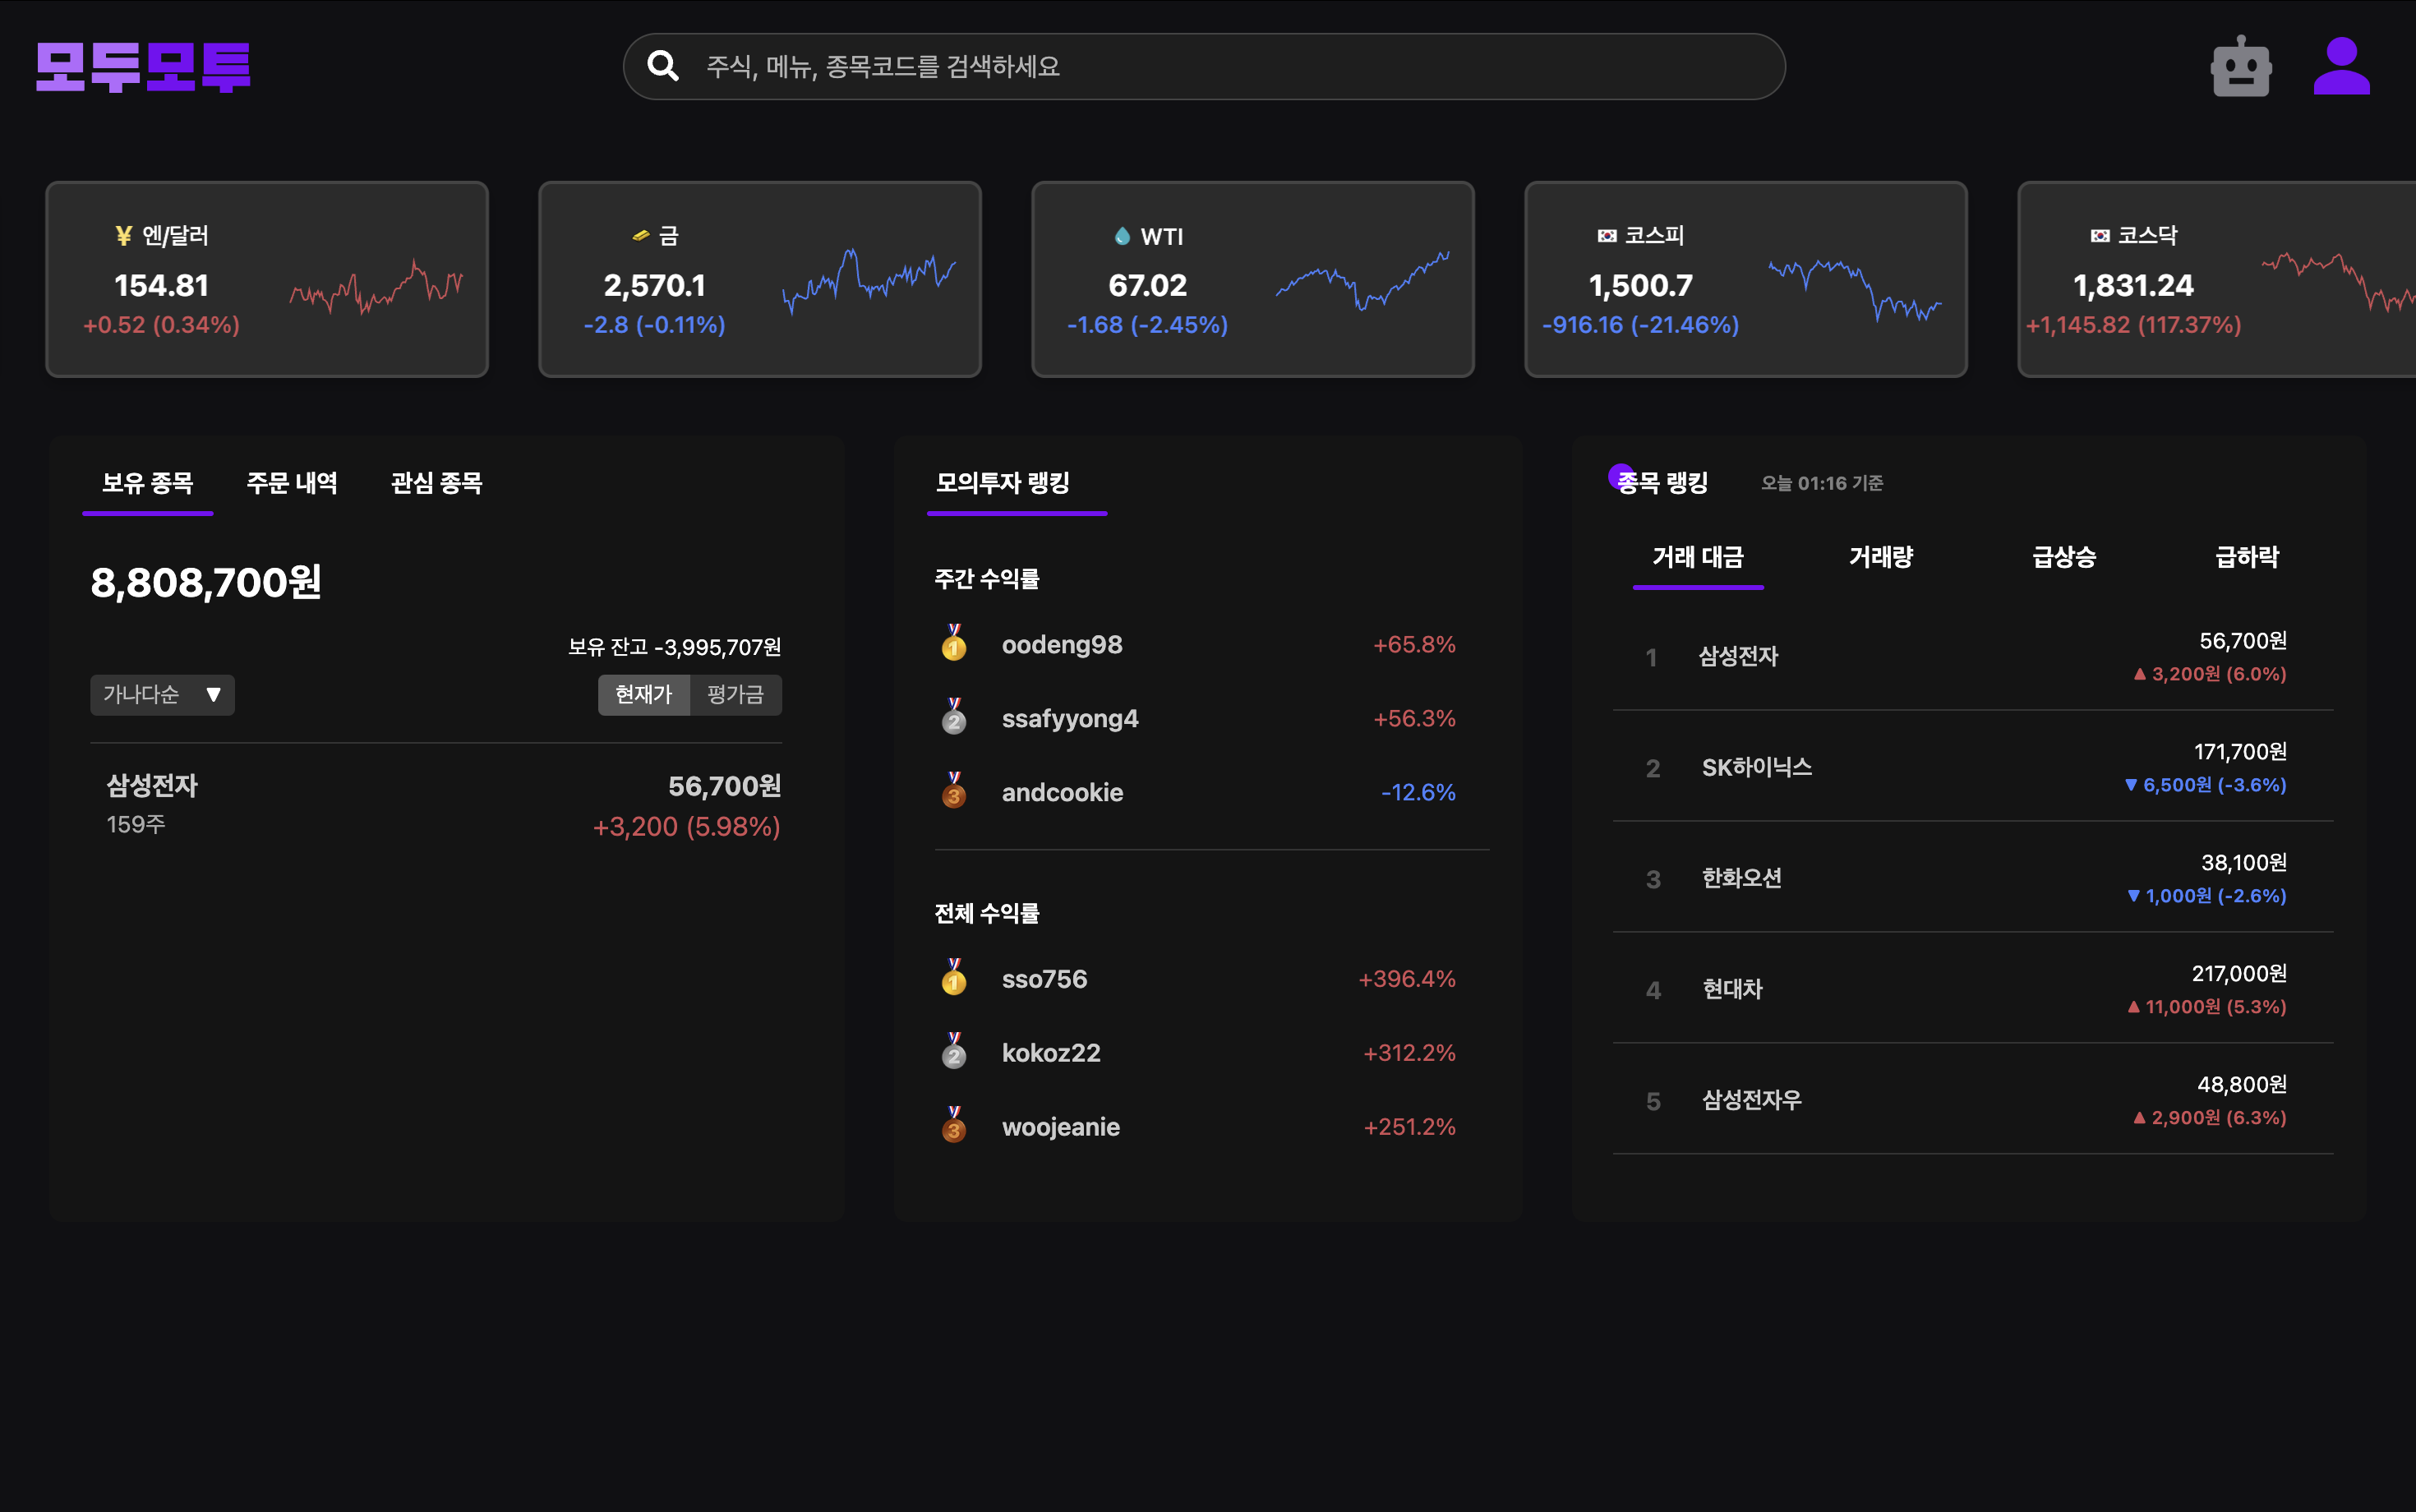 모두모투
주식, 메뉴, 종목코드를 검색하세요
엔/달러
154.81
+0.52 (0.34%)
금
2,570.1
-2.8 (-0.11%)
WTI
67.02
-1.68 (-2.45%)
코스피
1,500.7
-916.16 (-21.46%)
코스닥
1,831.24
+1,145.82 (117.37%)
보유 종목 주문 내역 관심 종목
8,808,700원
보유 잔고 -3,995,707원
가나다순 ▼ 현재가 평가금
삼성전자 56,700원
159주 +3,200 (5.98%)
모의투자 랭킹
주간 수익률
1 oodeng98 +65.8%
2 ssafyyong4 +56.3%
3 andcookie -12.6%
전체 수익률
1 sso756 +396.4%
2 kokoz22 +312.2%
3 woojeanie +251.2%
종목 랭킹 오늘 01:16 기준
거래 대금 거래량 급상승 급하락
1 삼성전자 56,700원
▲ 3,200원 (6.0%)
2 SK하이닉스 171,700원
▼ 6,500원 (-3.6%)
3 한화오션 38,100원
▼ 1,000원 (-2.6%)
4 현대차 217,000원
▲ 11,000원 (5.3%)
5 삼성전자우 48,800원
▲ 2,900원 (6.3%)